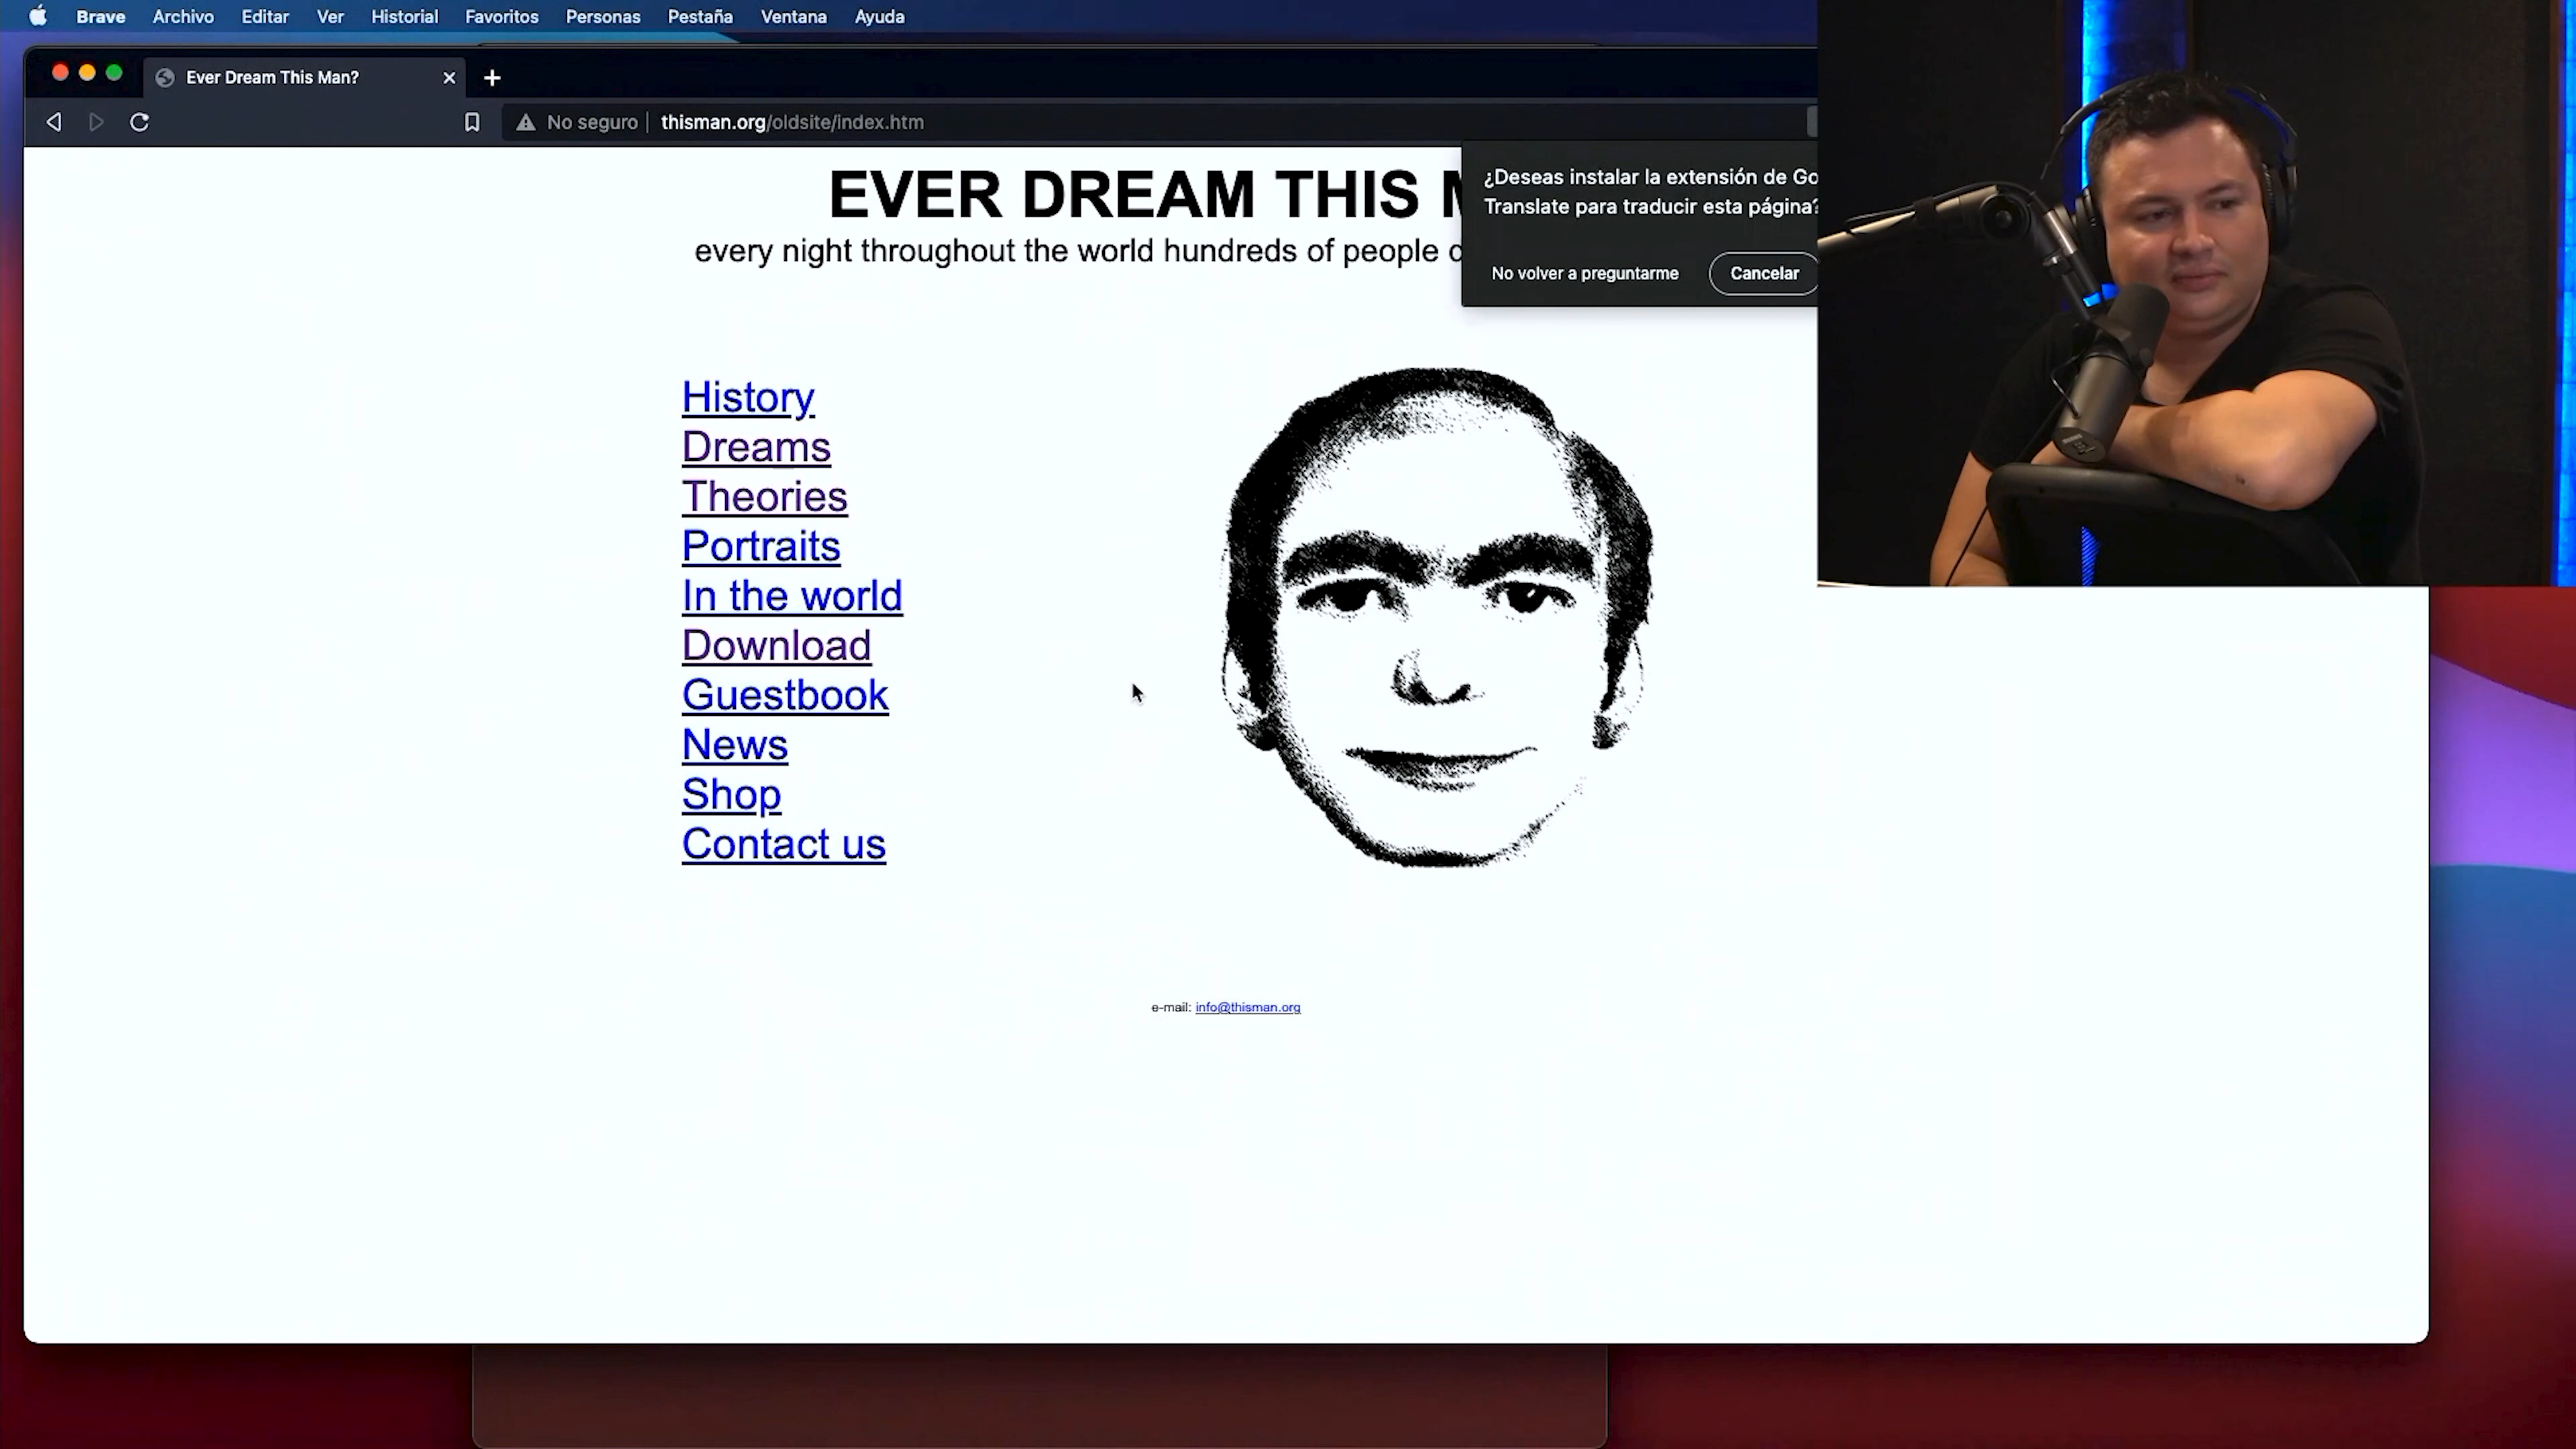 Brave Archivo Editar Ver Historial Favoritos Personas Pestaña Ventana Ayuda
Ever Dream This Man?
No seguro thisman.org/oldsite/index.htm
EVER DREAM THIS
every night throughout the world hundreds of people
¿Deseas instalar la extensión de
Translate para traducir esta página?
No volver a preguntarme Cancelar
History
Dreams
Theories
Portraits
In the world
Download
Guestbook
News
Shop
Contact us
e-mail: info@thisman.org